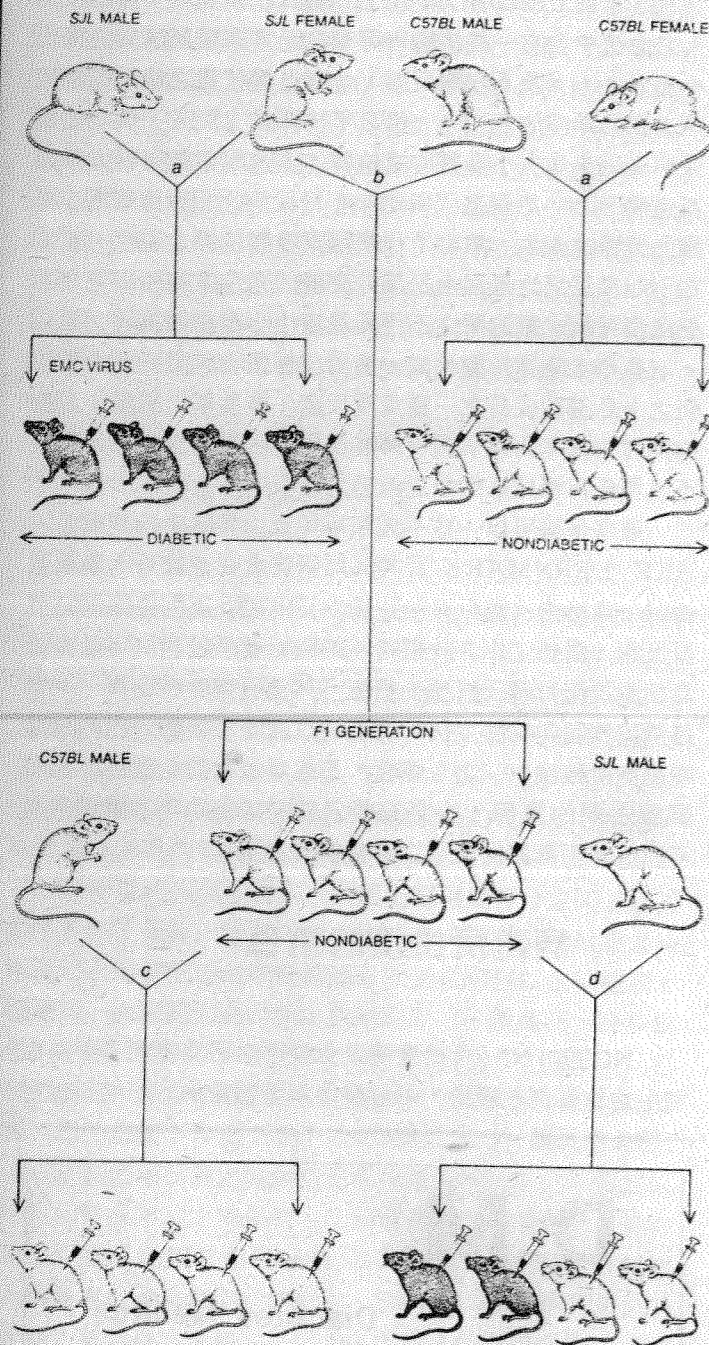 SJL MALE
SJL FEMALE
C57BL MALE
C57BL FEMALE
a
b
a
EMC VIRUS
DIABETIC
NONDIABETIC
F1 GENERATION
C57BL MALE
SJL MALE
NONDIABETIC
c
d